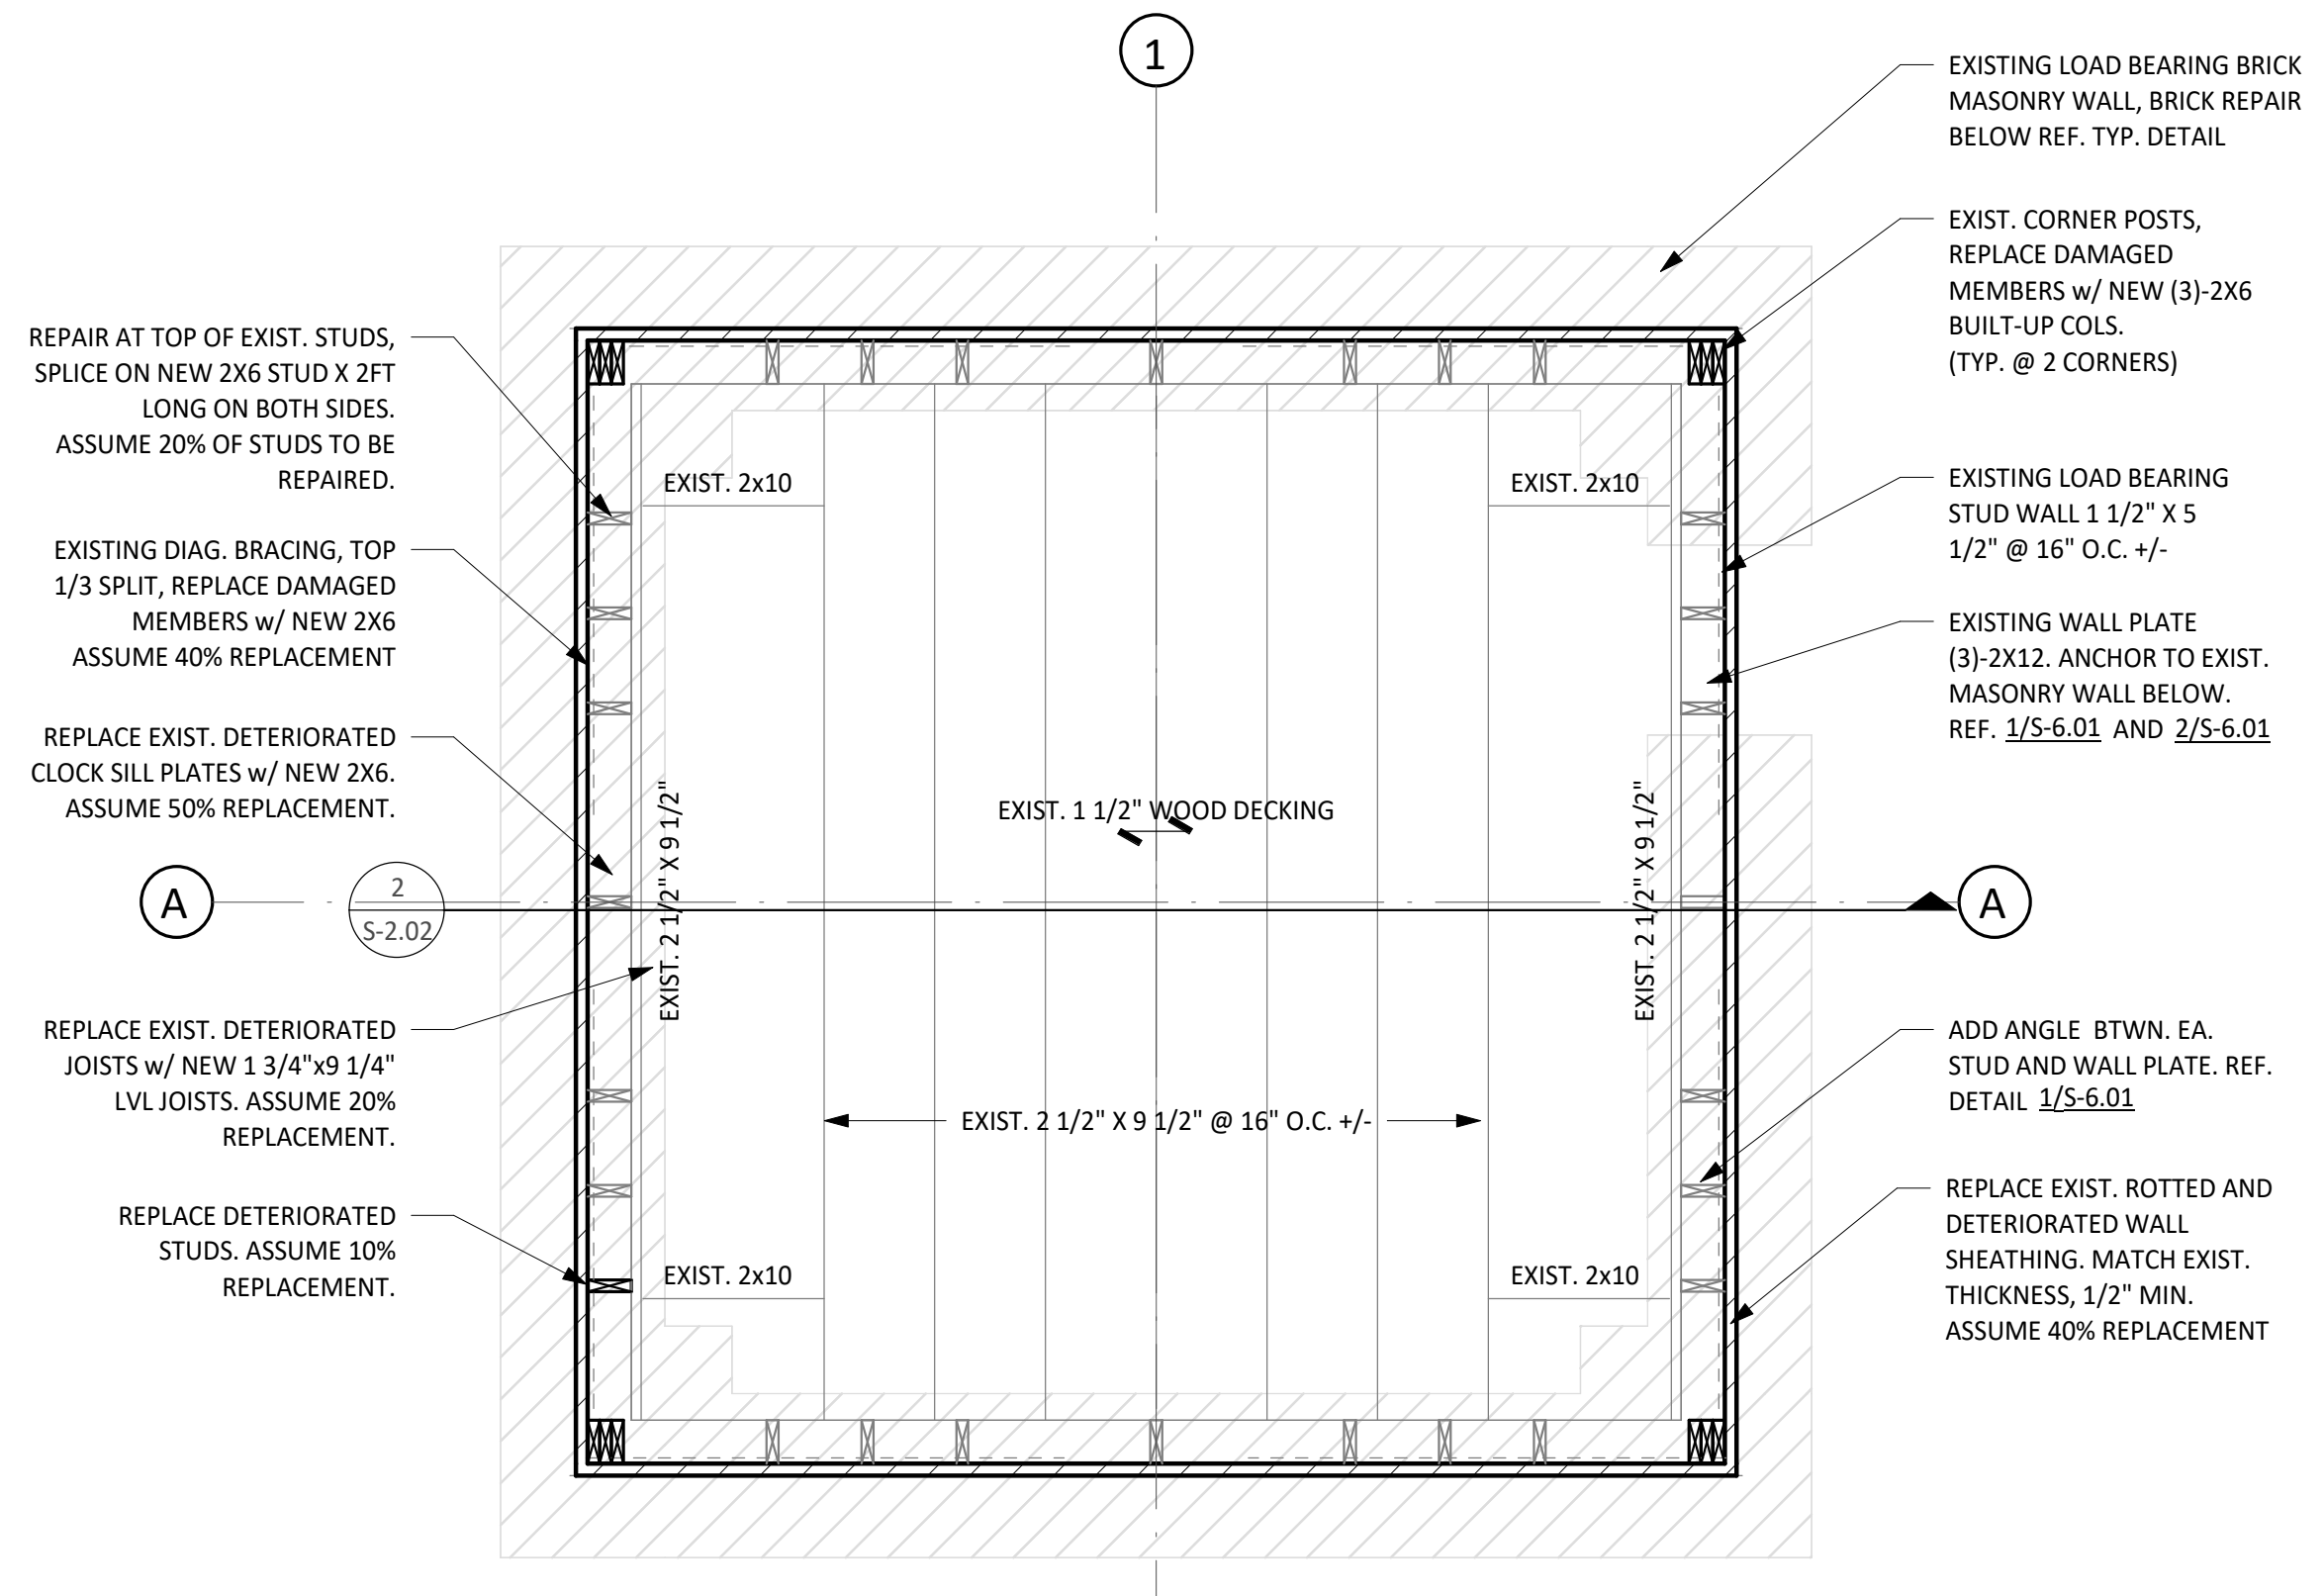 1
EXISTING LOAD BEARING BRICK
MASONRY WALL, BRICK REPAIR
BELOW REF. TYP. DETAIL
EXIST. CORNER POSTS,
REPLACE DAMAGED
MEMBERS w/ NEW (3)-2X6
BUILT-UP COLS.
(TYP. @ 2 CORNERS)
EXISTING LOAD BEARING
STUD WALL 1 1/2" X 5
1/2" @ 16" O.C. +/-
EXISTING WALL PLATE
(3)-2X12. ANCHOR TO EXIST.
MASONRY WALL BELOW.
REF. 1/S-6.01 AND 2/S-6.01
A
ADD ANGLE BTWN. EA.
STUD AND WALL PLATE. REF.
DETAIL 1/S-6.01
REPLACE EXIST. ROTTED AND
DETERIORATED WALL
SHEATHING. MATCH EXIST.
THICKNESS, 1/2" MIN.
ASSUME 40% REPLACEMENT
REPAIR AT TOP OF EXIST. STUDS,
SPLICE ON NEW 2X6 STUD X 2FT
LONG ON BOTH SIDES.
ASSUME 20% OF STUDS TO BE
REPAIRED.
EXISTING DIAG. BRACING, TOP
1/3 SPLIT, REPLACE DAMAGED
MEMBERS w/ NEW 2X6
ASSUME 40% REPLACEMENT
REPLACE EXIST. DETERIORATED
CLOCK SILL PLATES w/ NEW 2X6.
ASSUME 50% REPLACEMENT.
A
2
S-2.02
REPLACE EXIST. DETERIORATED
JOISTS w/ NEW 1 3/4"x9 1/4"
LVL JOISTS. ASSUME 20%
REPLACEMENT.
REPLACE DETERIORATED
STUDS. ASSUME 10%
REPLACEMENT.
EXIST. 2x10
EXIST. 2x10
EXIST. 1 1/2" WOOD DECKING
EXIST. 2 1/2" X 9 1/2"
EXIST. 2 1/2" X 9 1/2"
EXIST. 2 1/2" X 9 1/2" @ 16" O.C. +/-
EXIST. 2x10
EXIST. 2x10